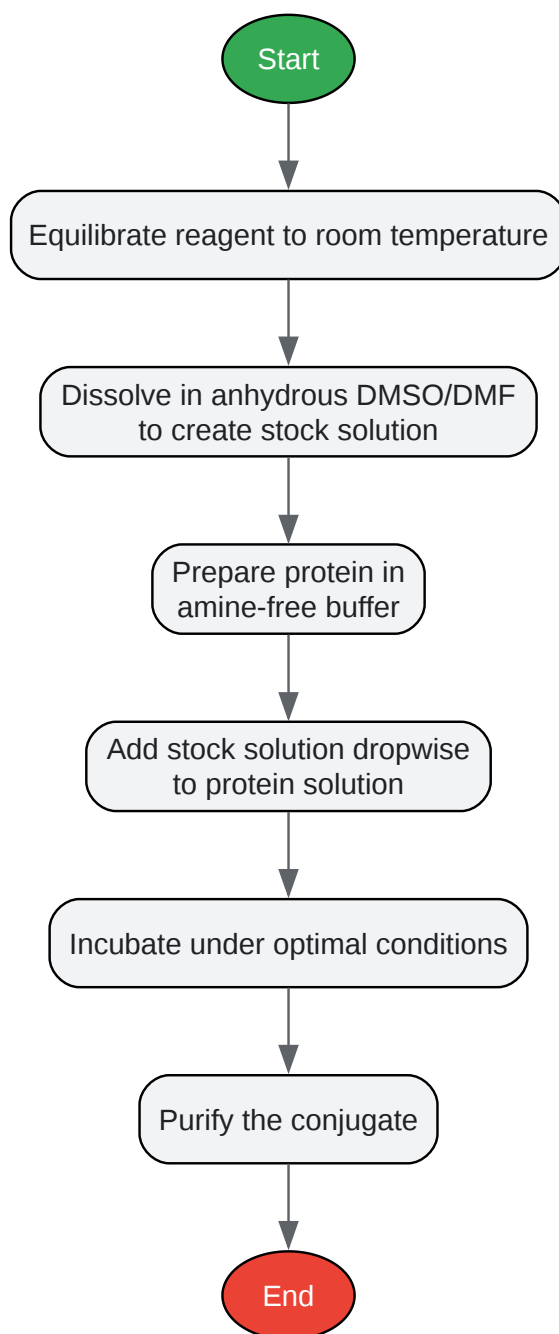 Start
Equilibrate reagent to room temperature
Dissolve in anhydrous DMSO/DMF
to create stock solution
Prepare protein in
amine-free buffer
Add stock solution dropwise
to protein solution
Incubate under optimal conditions
Purify the conjugate
End